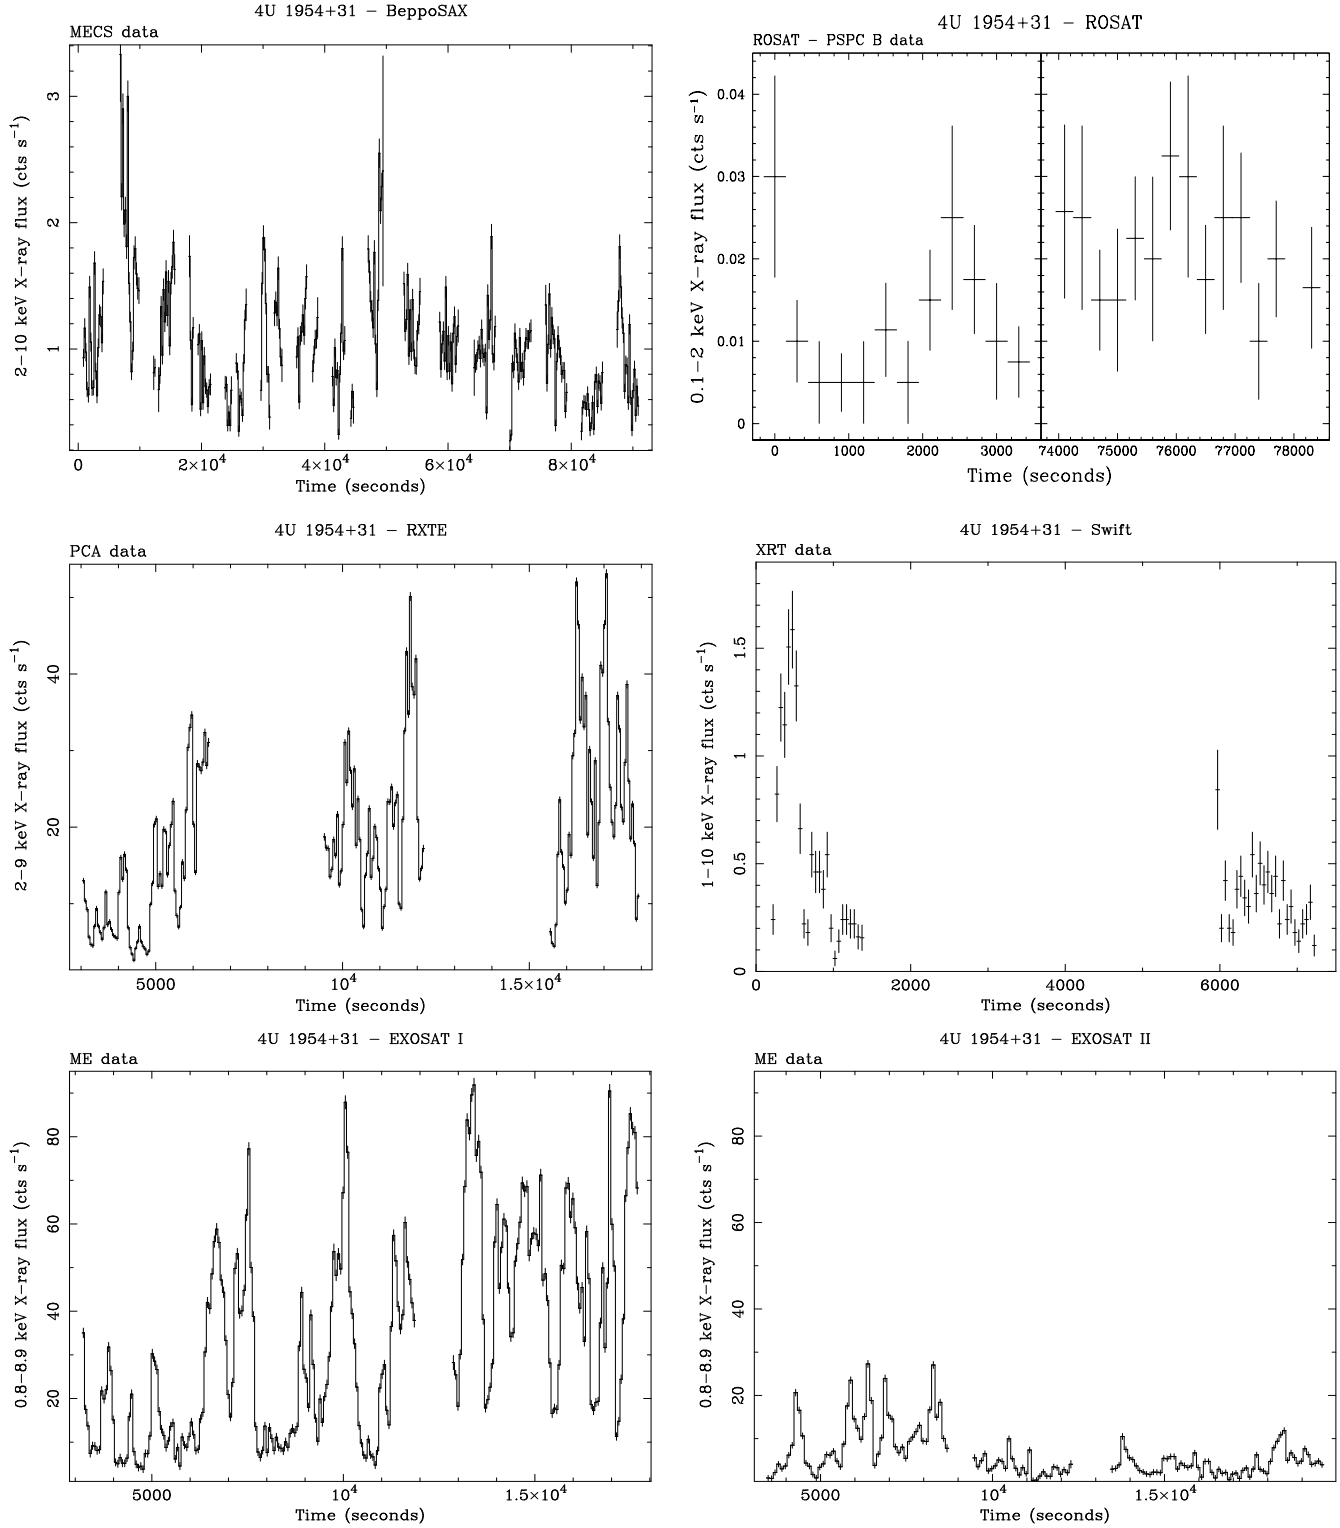 4U 1954+31 − BeppoSAX
MECS data
2−10 keV X−ray flux (cts s⁻¹)
3
2
1
0 2×10⁴ 4×10⁴ 6×10⁴ 8×10⁴
Time (seconds)
4U 1954+31 − ROSAT
ROSAT − PSPC B data
0.1−2 keV X−ray flux (cts s⁻¹)
0.04
0.03
0.02
0.01
0
0 1000 2000 3000 74000 75000 76000 77000 78000
Time (seconds)
4U 1954+31 − RXTE
PCA data
2−9 keV X−ray flux (cts s⁻¹)
40
20
5000 10⁴ 1.5×10⁴
Time (seconds)
4U 1954+31 − Swift
XRT data
1−10 keV X−ray flux (cts s⁻¹)
1.5
1
0.5
0
0 2000 4000 6000
Time (seconds)
4U 1954+31 − EXOSAT I
ME data
0.8−8.9 keV X−ray flux (cts s⁻¹)
80
60
40
20
5000 10⁴ 1.5×10⁴
Time (seconds)
4U 1954+31 − EXOSAT II
ME data
0.8−8.9 keV X−ray flux (cts s⁻¹)
80
60
40
20
5000 10⁴ 1.5×10⁴
Time (seconds)